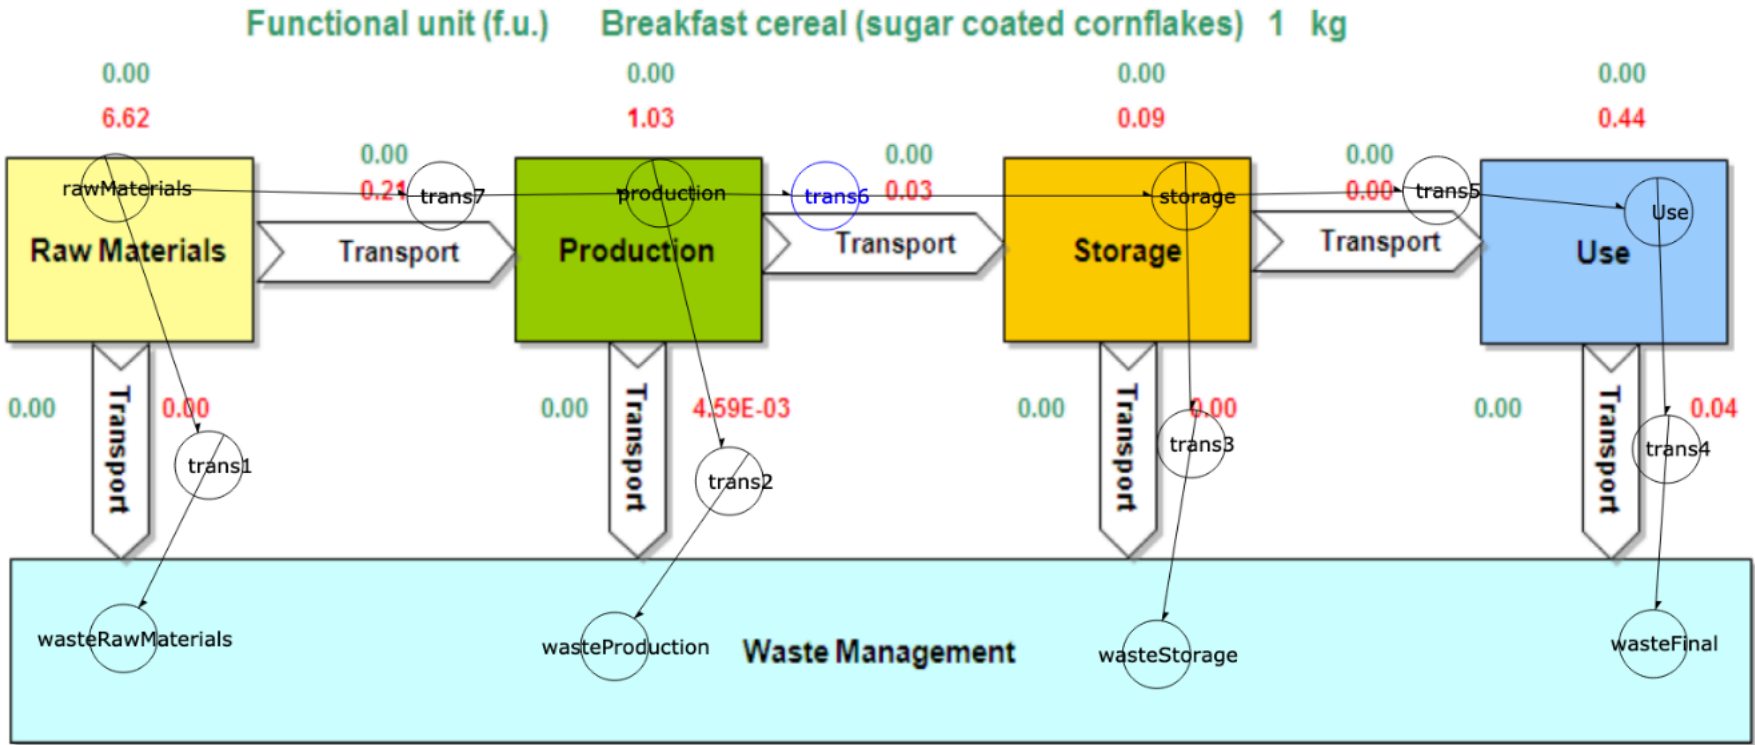 Functional unit (f.u.) Breakfast cereal (sugar coated cornflakes) 1 kg
0.00 0.00 0.00 0.00
6.62 1.03 0.09 0.44
0.00 0.00 0.00
rawMaterials 0.21 trans7 production trans6 0.03 storage 0.00 trans5 Use
Raw Materials Transport Production Transport Storage Transport Use
0.00 Transport 0.00 0.00 Transport 4.59E-03 0.00 Transport 0.00 0.00 Transport 0.04
trans1 trans2 trans3 trans4
wasteRawMaterials wasteProduction Waste Management wasteStorage wasteFinal